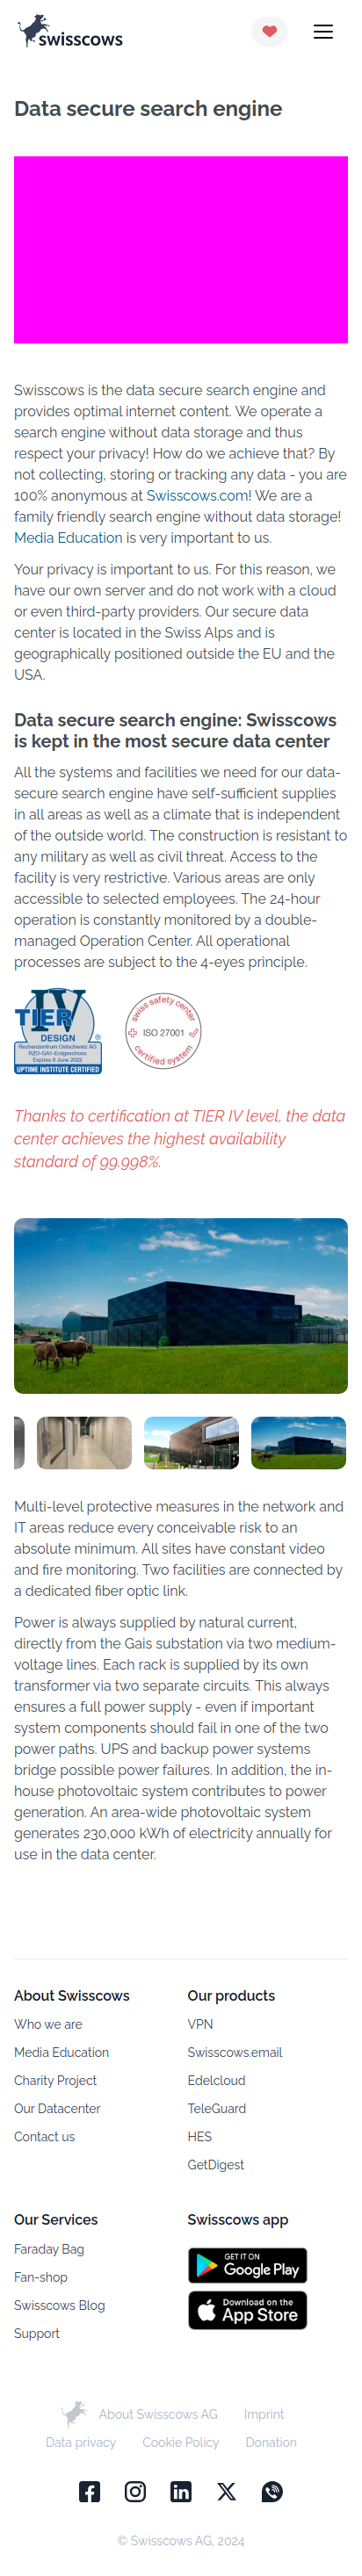 swisscows
Data secure search engine
Swisscows is the data secure search engine and
provides optimal internet content. We operate a
search engine without data storage and thus
respect your privacy! How do we achieve that? By
not collecting, storing or tracking any data - you are
100% anonymous at Swisscows.com! We are a
family friendly search engine without data storage!
Media Education is very important to us.
Your privacy is important to us. For this reason, we
have our own server and do not work with a cloud
or even third-party providers. Our secure data
center is located in the Swiss Alps and is
geographically positioned outside the EU and the
USA.
Data secure search engine: Swisscows
is kept in the most secure data center
All the systems and facilities we need for our data-
secure search engine have self-sufficient supplies
in all areas as well as a climate that is independent
of the outside world. The construction is resistant to
any military as well as civil threat. Access to the
facility is very restrictive. Various areas are only
accessible to selected employees. The 24-hour
operation is constantly monitored by a double-
managed Operation Center. All operational
processes are subject to the 4-eyes principle.
TIER IV
DESIGN
®
Rechenzentrum Ostschweiz AG
RZO-GA1-Erdgeschoss
Expires 8 June 2022
UPTIME INSTITUTE CERTIFIED
swiss safety center
ISO 27001
certified system
Thanks to certification at TIER IV level, the data
center achieves the highest availability
standard of 99.998%.
Multi-level protective measures in the network and
IT areas reduce every conceivable risk to an
absolute minimum. All sites have constant video
and fire monitoring. Two facilities are connected by
a dedicated fiber optic link.
Power is always supplied by natural current,
directly from the Gais substation via two medium-
voltage lines. Each rack is supplied by its own
transformer via two separate circuits. This always
ensures a full power supply - even if important
system components should fail in one of the two
power paths. UPS and backup power systems
bridge possible power failures. In addition, the in-
house photovoltaic system contributes to power
generation. An area-wide photovoltaic system
generates 230,000 kWh of electricity annually for
use in the data center.
About Swisscows
Who we are
Media Education
Charity Project
Our Datacenter
Contact us
Our products
VPN
Swisscows.email
Edelcloud
TeleGuard
HES
GetDigest
Our Services
Faraday Bag
Fan-shop
Swisscows Blog
Support
Swisscows app
GET IT ON
Google Play
Download on the
App Store
About Swisscows AG Imprint
Data privacy Cookie Policy Donation
© Swisscows AG, 2024